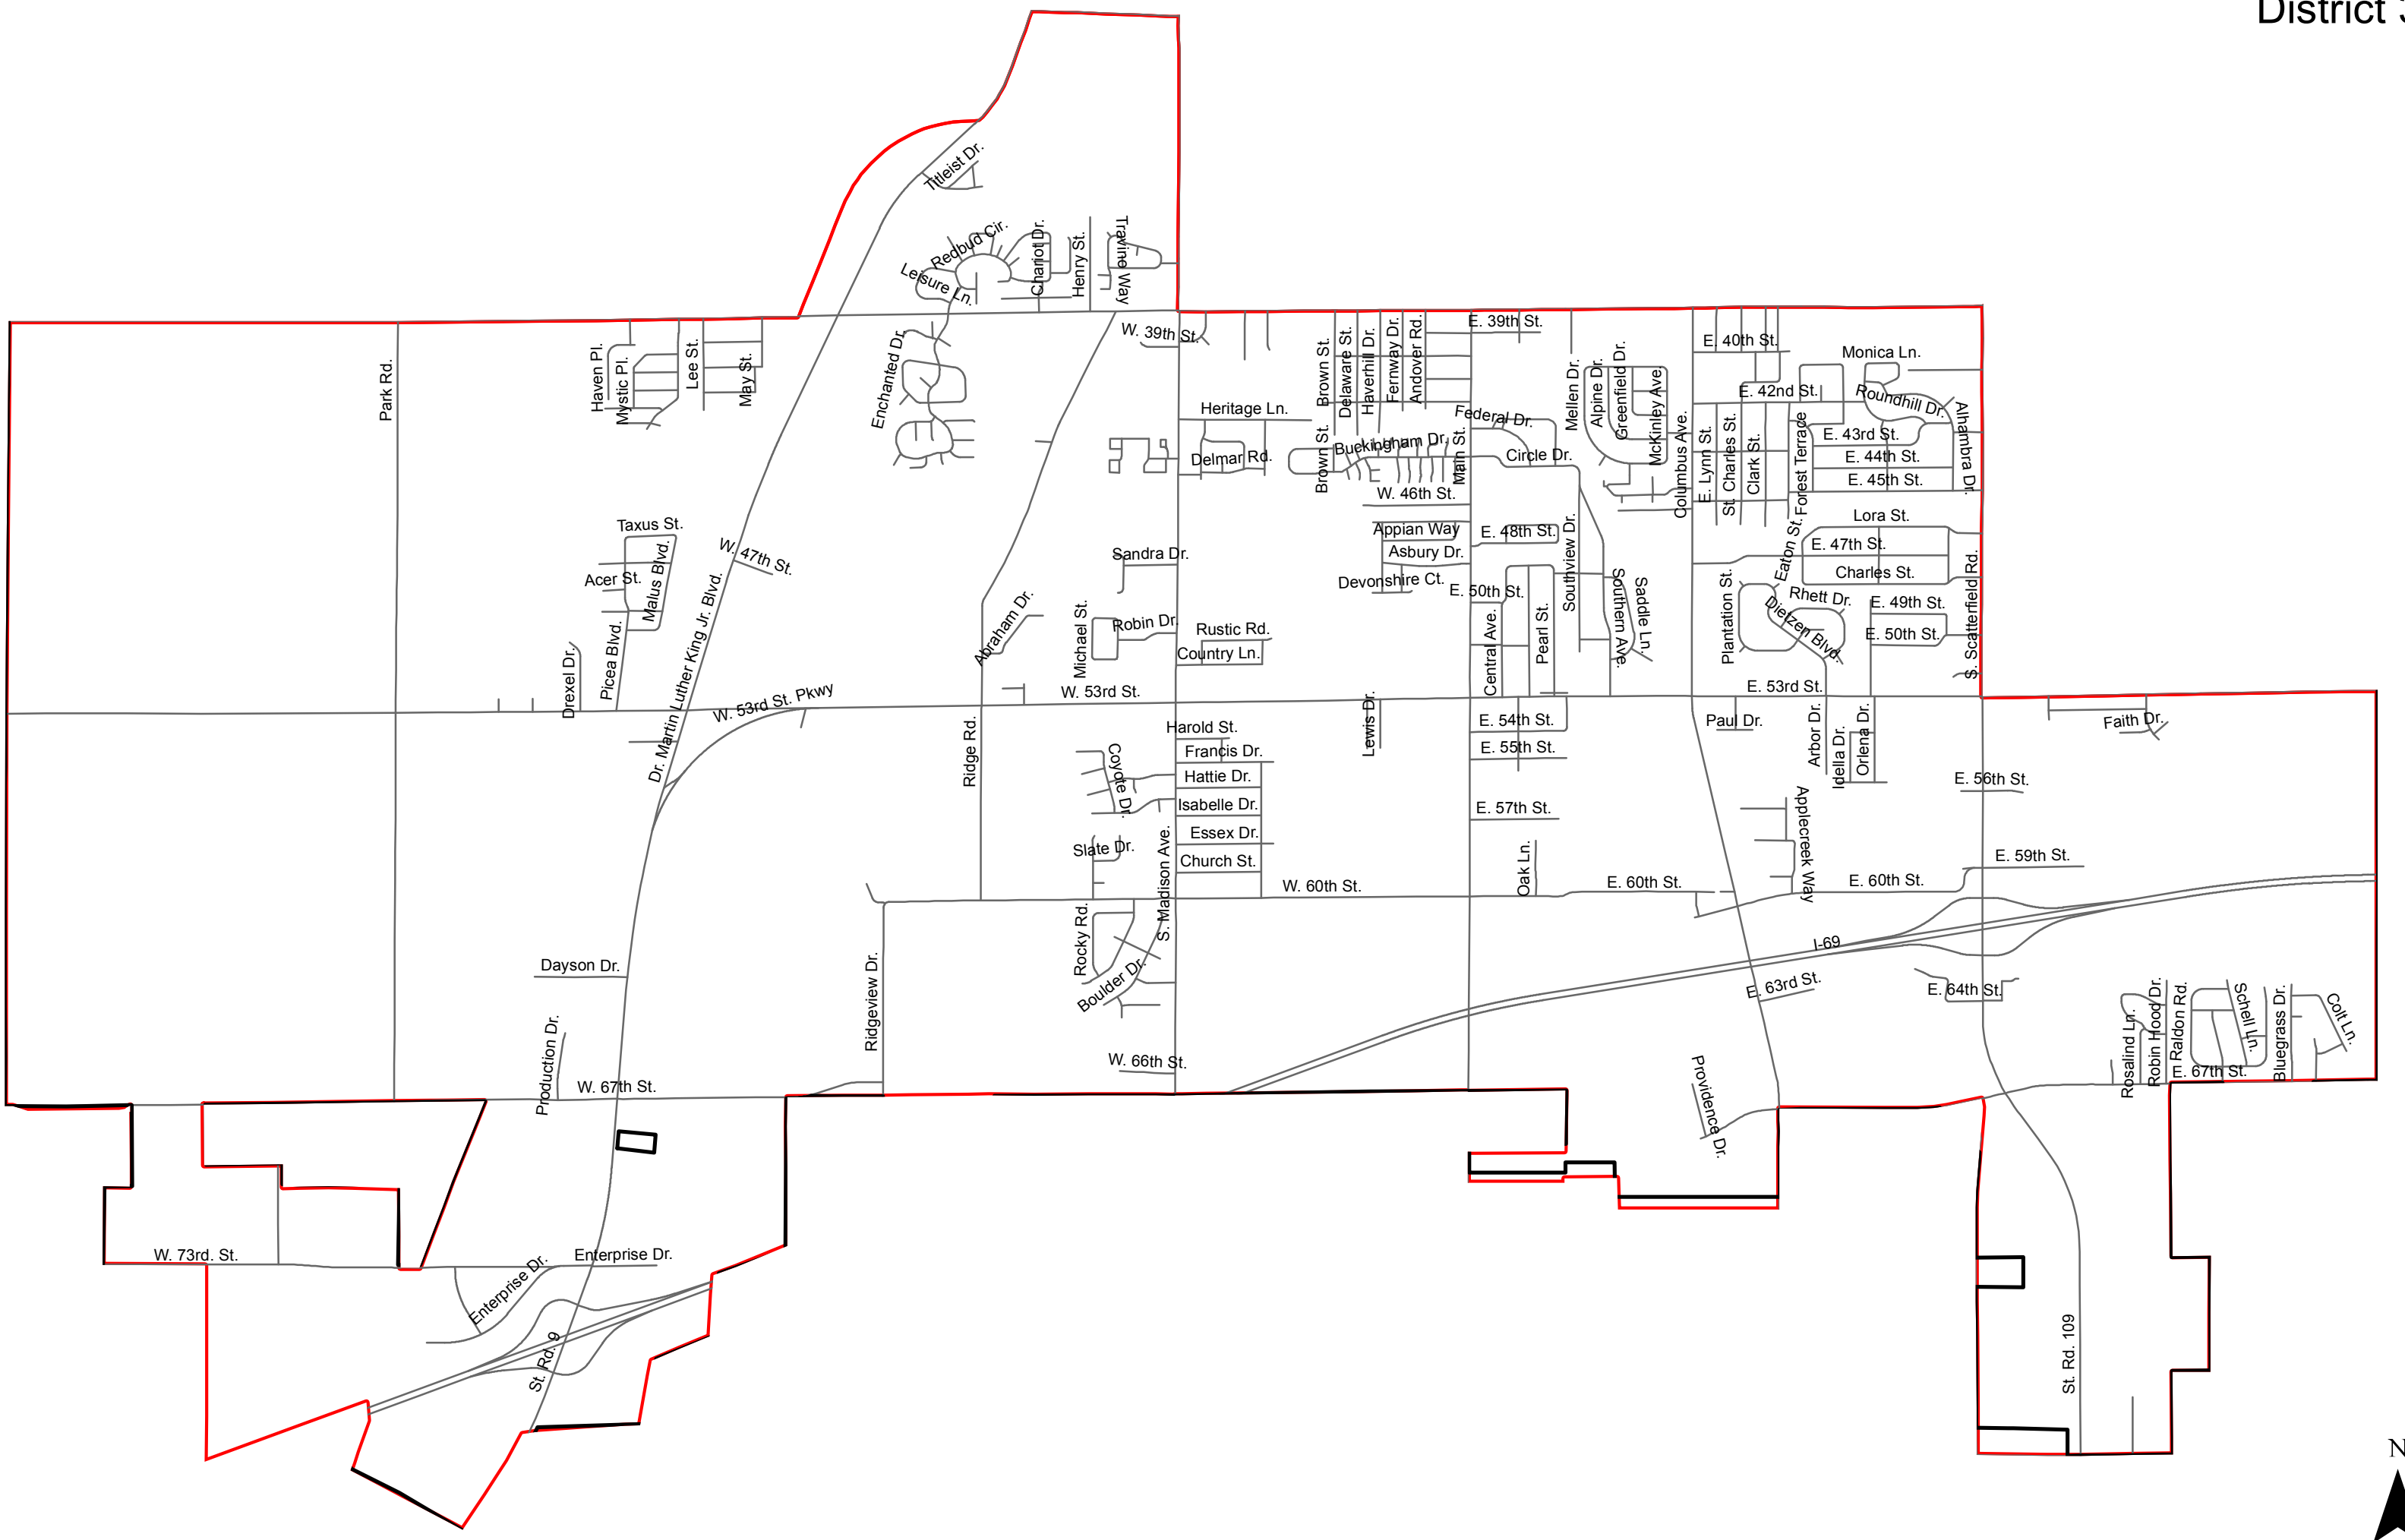 District 3
Titleist Dr.
Redbud Cir.
Leisure Ln.
Chariot Dr.
Henry St.
Travine Way
W. 39th St.
E. 39th St.
E. 40th St.
Monica Ln.
Park Rd.
Haven Pl.
Mystic Pl.
Lee St.
May St.
Enchanted Dr.
Brown St.
Delaware St.
Haverhill Dr.
Fernway Dr.
Andover Rd.
Mellen Dr.
Alpine Dr.
Greenfield Dr.
McKinley Ave.
E. 42nd St.
Roundhill Dr.
Alhambra Dr.
Heritage Ln.
Federal Dr.
Columbus Ave.
E. Lynn St.
St. Charles St.
Clark St.
Forest Terrace
E. 43rd St.
Delmar Rd.
Brown St.
Buckingham Dr.
Main St.
Circle Dr.
E. 44th St.
E. 45th St.
W. 46th St.
Taxus St.
Acer St.
Malus Blvd.
W. 47th St.
Sandra Dr.
Appian Way
E. 48th St.
Asbury Dr.
Devonshire Ct.
E. 50th St.
Southview Dr.
Lora St.
Eaton St.
E. 47th St.
Charles St.
S. Scatterfield Rd.
Drexel Dr.
Picea Blvd.
Dr. Martin Luther King Jr. Blvd.
W. 53rd St. Pkwy
Abraham Dr.
Michael St.
Robin Dr.
Rustic Rd.
Country Ln.
Central Ave.
Pearl St.
Southern Ave.
Saddle Ln.
Plantation St.
Rhett Dr.
Dietzen Blvd.
E. 49th St.
E. 50th St.
W. 53rd St.
E. 53rd St.
Ridge Rd.
Harold St.
Francis Dr.
Coyote Dr.
Hattie Dr.
Isabelle Dr.
Essex Dr.
Church St.
Slate Dr.
S. Madison Ave.
Lewis Dr.
E. 54th St.
E. 55th St.
E. 57th St.
Oak Ln.
Paul Dr.
Arbor Dr.
Idella Dr.
Orlena Dr.
Faith Dr.
E. 56th St.
Applecreek Way
E. 59th St.
W. 60th St.
E. 60th St.
E. 60th St.
Rocky Rd.
Boulder Dr.
I-69
E. 63rd St.
E. 64th St.
Dayson Dr.
Production Dr.
Ridgeview Dr.
W. 66th St.
W. 67th St.
Providence Dr.
Rosalind Ln.
Robin Hood Dr.
Raldon Rd.
Schell Ln.
Bluegrass Dr.
Colt Ln.
E. 67th St.
W. 73rd. St.
Enterprise Dr.
Enterprise Dr.
St. Rd. 9
St. Rd. 109
N